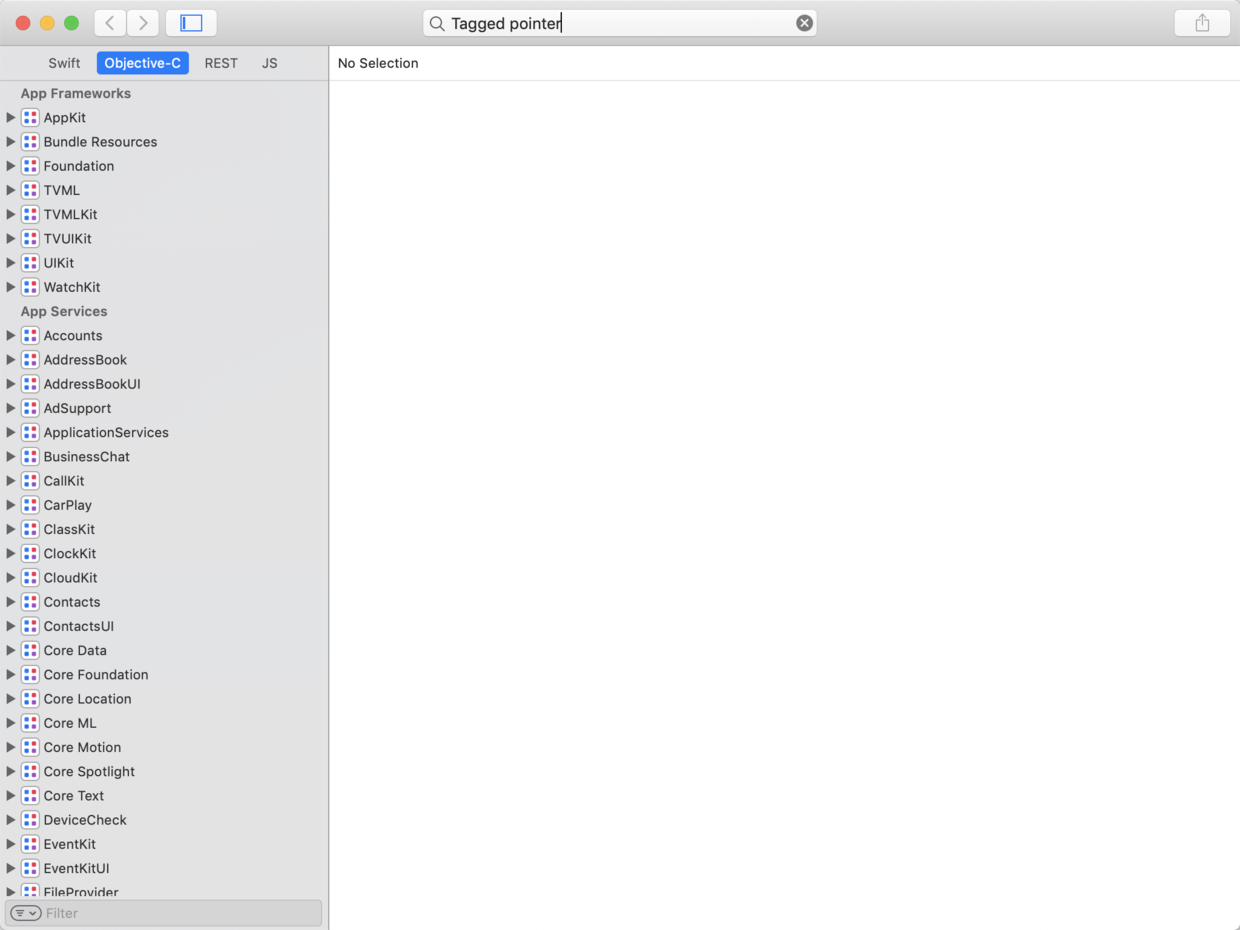 Tagged pointer
Swift Objective-C REST JS
No Selection
App Frameworks
AppKit
Bundle Resources
Foundation
TVML
TVMLKit
TVUIKit
UIKit
WatchKit
App Services
Accounts
AddressBook
AddressBookUI
AdSupport
ApplicationServices
BusinessChat
CallKit
CarPlay
ClassKit
ClockKit
CloudKit
Contacts
ContactsUI
Core Data
Core Foundation
Core Location
Core ML
Core Motion
Core Spotlight
Core Text
DeviceCheck
EventKit
EventKitUI
FileProvider
Filter